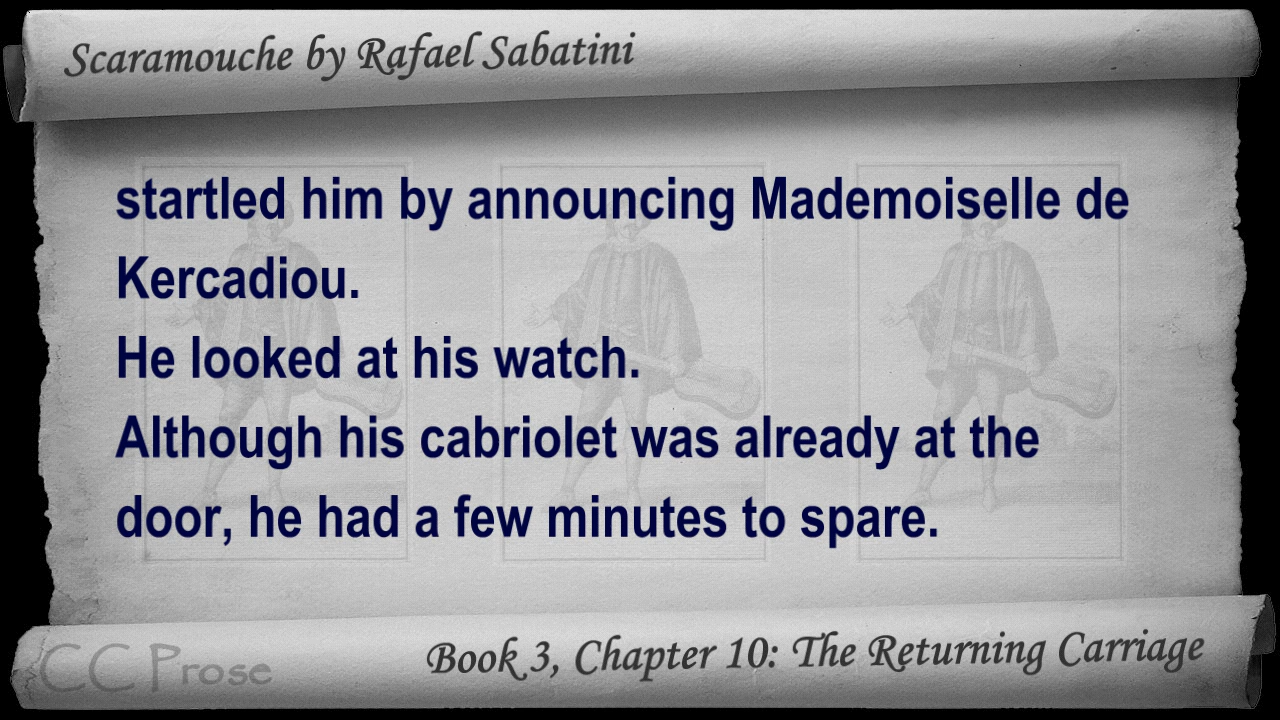 Scaramouche by Rafael Sabatini
startled him by announcing Mademoiselle de
Kercadiou.
He looked at his watch.
Although his cabriolet was already at the
door, he had a few minutes to spare.
CC Prose
Book 3, Chapter 10: The Returning Carriage